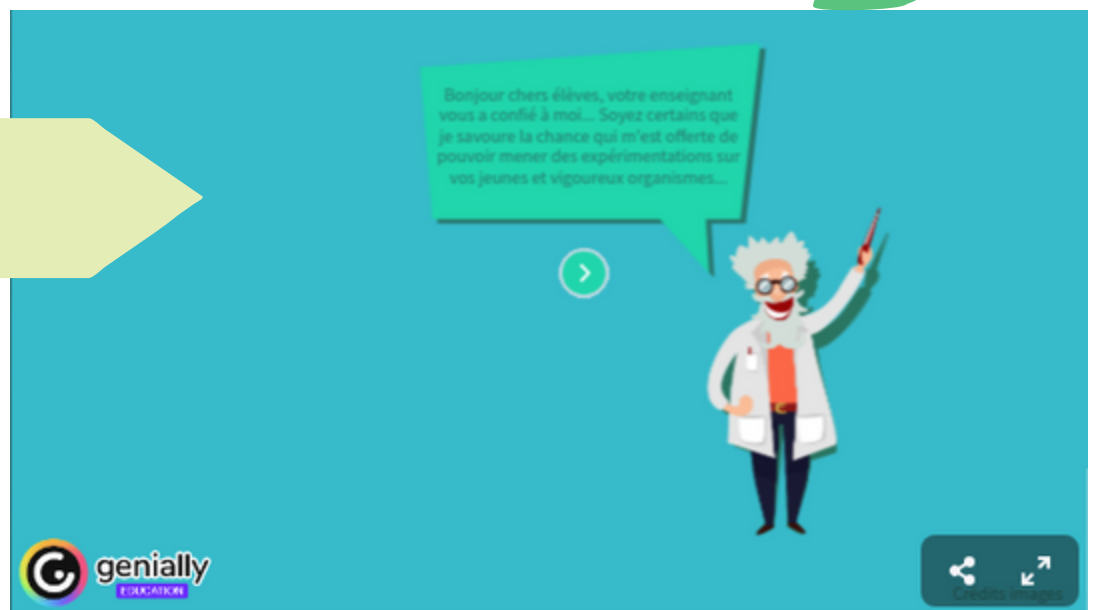 Bonjour chers élèves, votre enseignant
vous a confié à moi... Soyez certains que
je savoure la chance qui m'est offerte de
pouvoir mener des expérimentations sur
vos jeunes et vigoureux organismes...
genially
EDUCATION
Crédits images